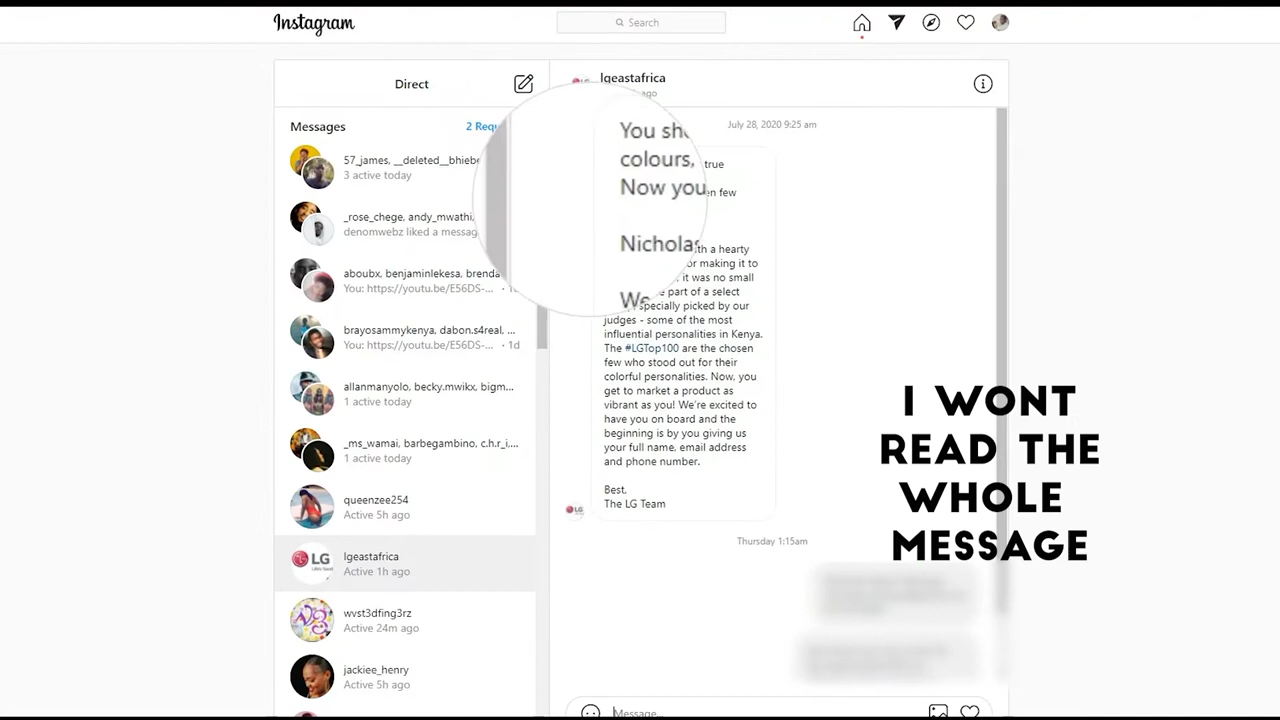 Instagram
Search
Direct
lgeastafrica
ago
Messages
2 Requ
July 28, 2020 9:25 am
57_james, __deleted__bhiebe
3 active today
_rose_chege, andy_mwathi,
denomwebz liked a messag
aboubx, benjaminlekesa, brenda
You: https://youtu.be/E56DS-...
brayosammykenya, dabon.s4real, ...
You: https://youtu.be/E56DS-... · 1d
allanmanyolo, becky.mwikx, bigm...
1 active today
_ms_wamai, barbegambino, c.h.r_i,...
1 active today
queenzee254
Active 5h ago
LG
lgeastafrica
Active 1h ago
wvst3dfing3rz
Active 24m ago
jackiee_henry
Active 5h ago
You sh
colours, true
Now you en few
Nicholas
th a hearty
or making it to
it was no small
We e part of a select
specially picked by our
judges - some of the most
influential personalities in Kenya.
The #LGTop100 are the chosen
few who stood out for their
colorful personalities. Now, you
get to market a product as
vibrant as you! We're excited to
have you on board and the
beginning is by you giving us
your full name, email address
and phone number.
Best,
The LG Team
LG
Thursday 1:15am
Message...
I WONT
READ THE
WHOLE
MESSAGE